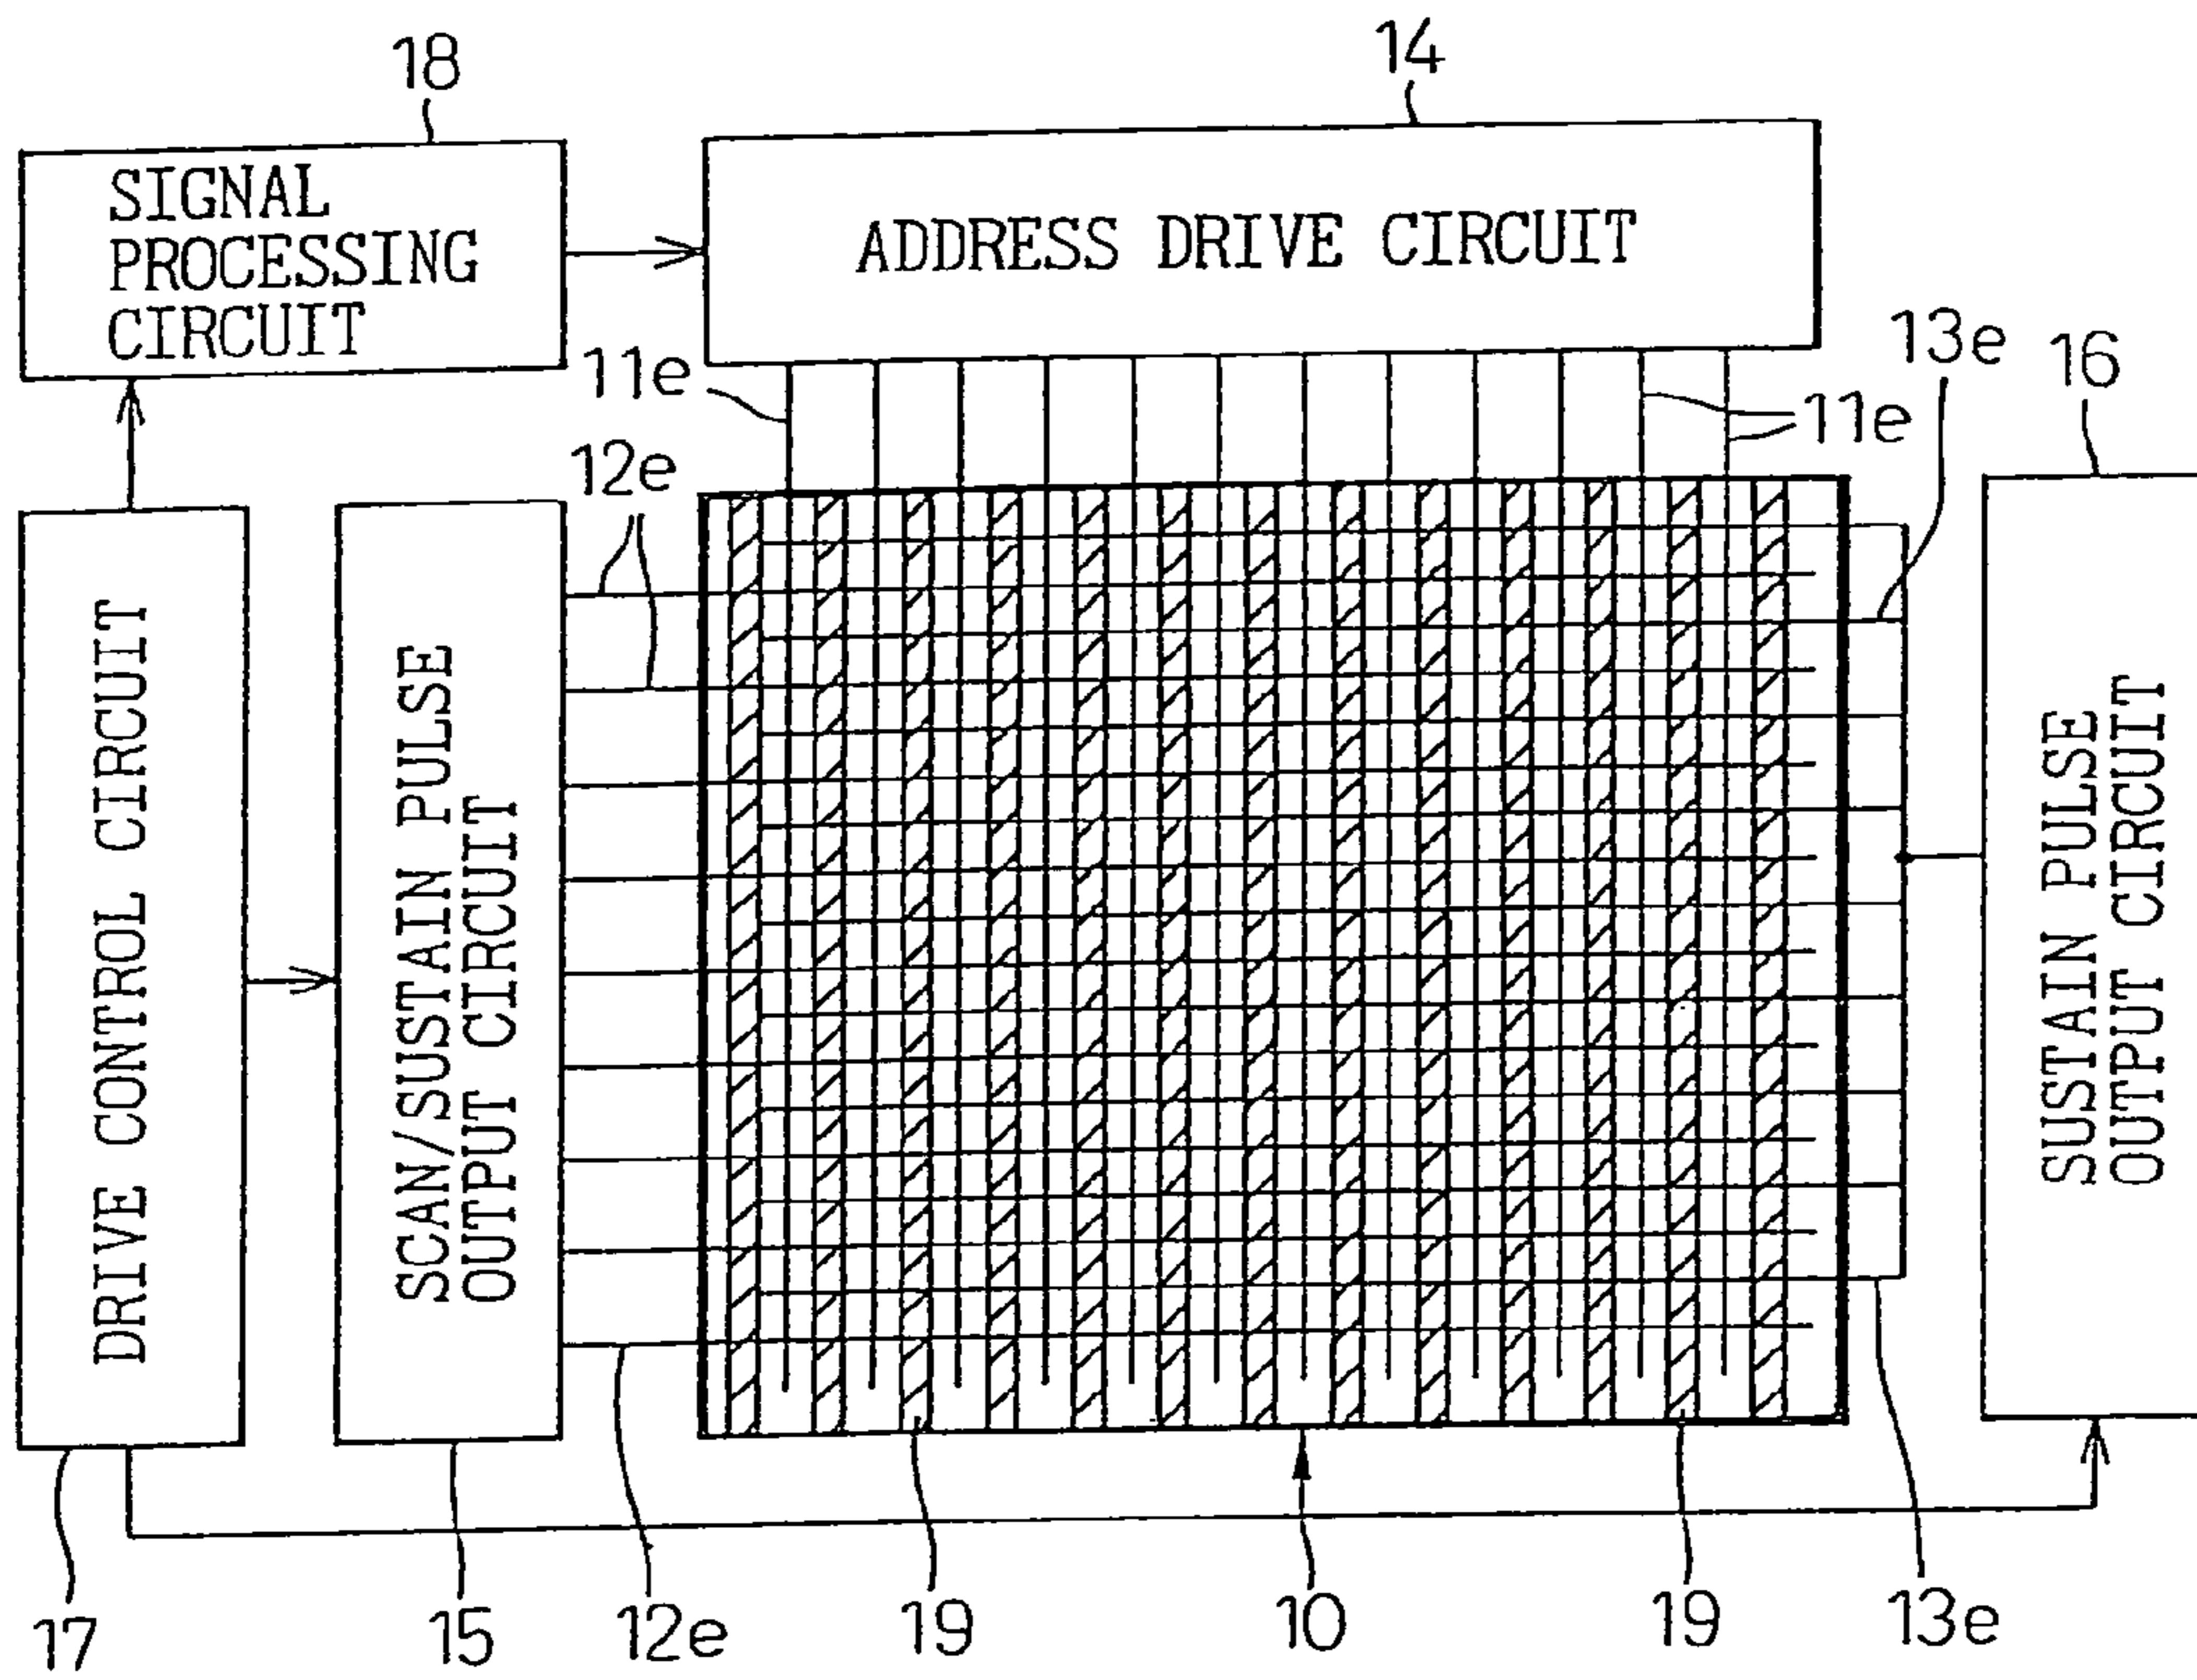 18
14
SIGNAL
PROCESSING
CIRCUIT
ADDRESS DRIVE CIRCUIT
11e
13e
16
11e
12e
DRIVE CONTROL CIRCUIT
SCAN/SUSTAIN PULSE
OUTPUT CIRCUIT
SUSTAIN PULSE
OUTPUT CIRCUIT
17
15
12e
19
10
19
13e